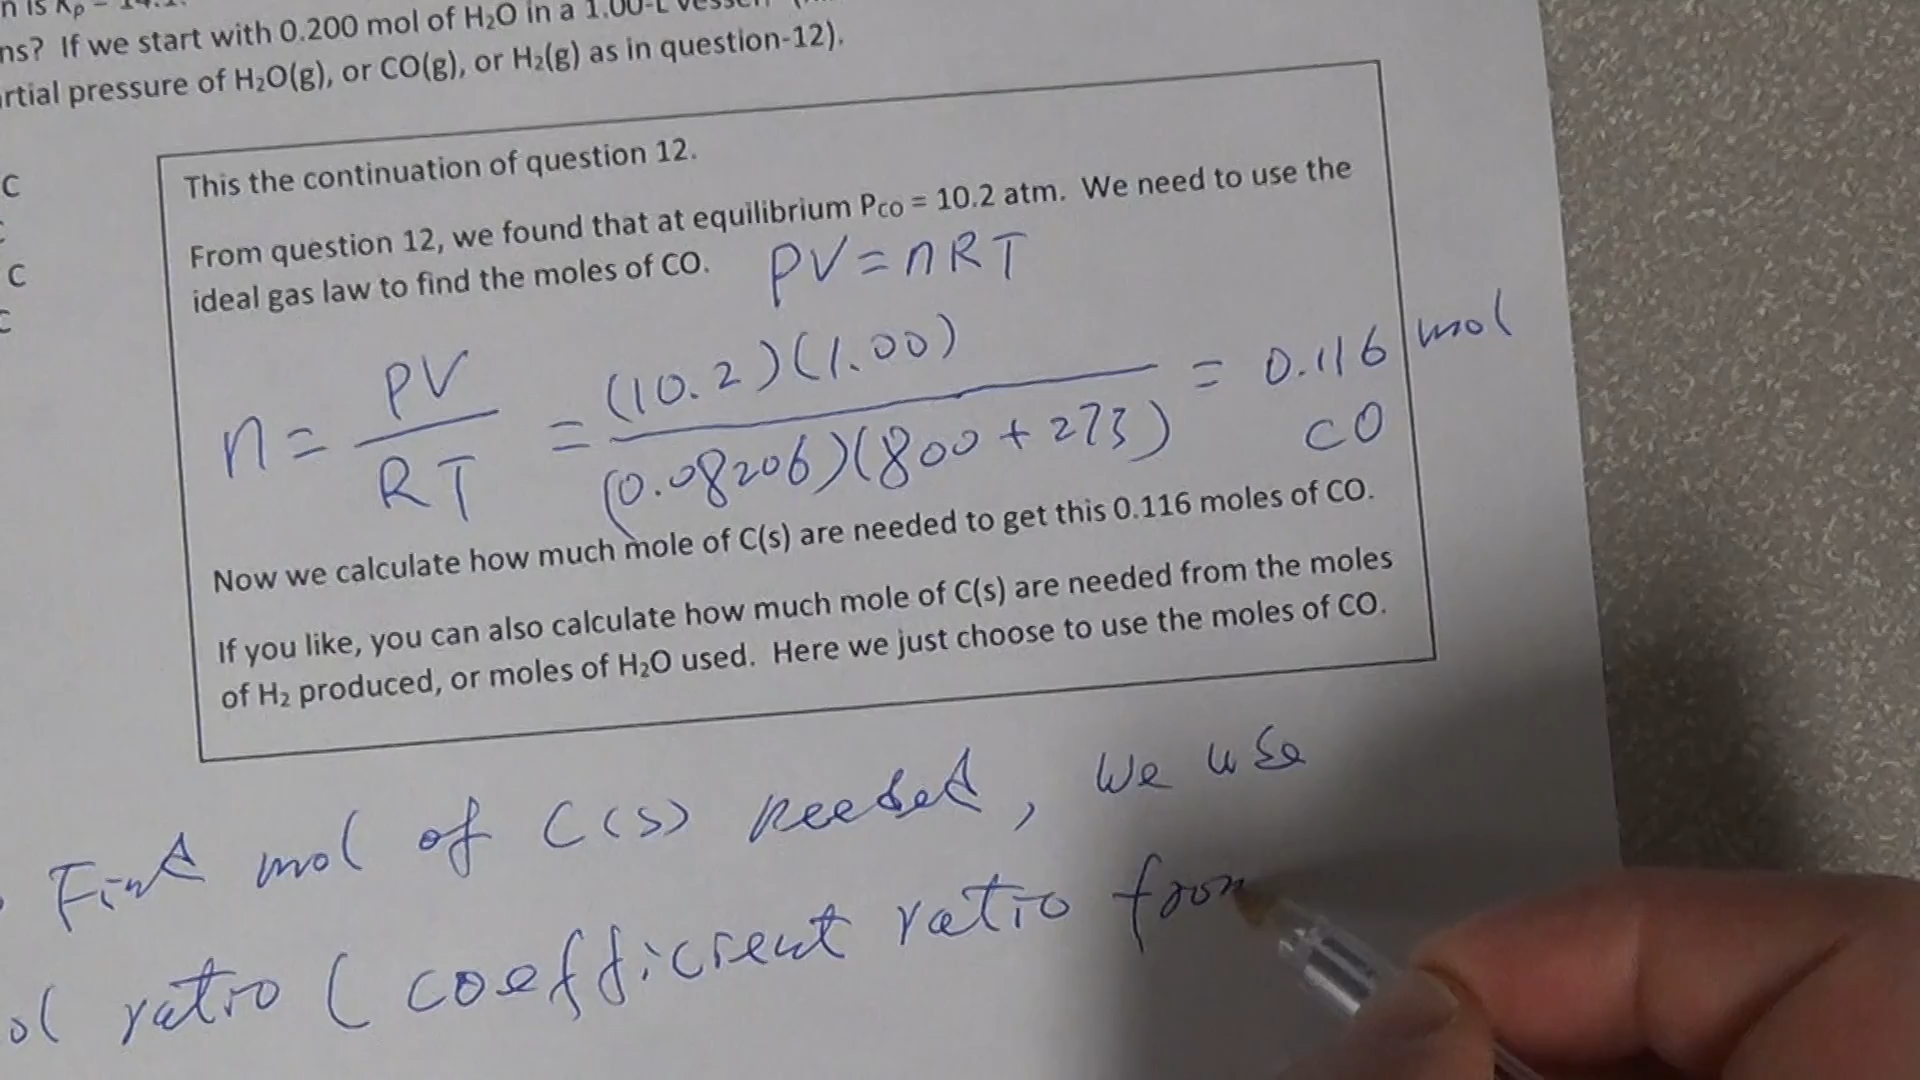 n is Kp = 14.1.
ns? If we start with 0.200 mol of H₂O in a 1.00-L vessel
artial pressure of H₂O(g), or CO(g), or H₂(g) as in question-12).
C
C
C
This the continuation of question 12.
From question 12, we found that at equilibrium PCO = 10.2 atm. We need to use the
ideal gas law to find the moles of CO. PV = nRT
n = PV/RT = (10.2)(1.00)/(0.08206)(800 + 273) = 0.116 mol
CO
Now we calculate how much mole of C(s) are needed to get this 0.116 moles of CO.
If you like, you can also calculate how much mole of C(s) are needed from the moles
of H₂ produced, or moles of H₂O used. Here we just choose to use the moles of CO.
Find mol of C(s) needed, we use
ol ratio (coefficient ratio from